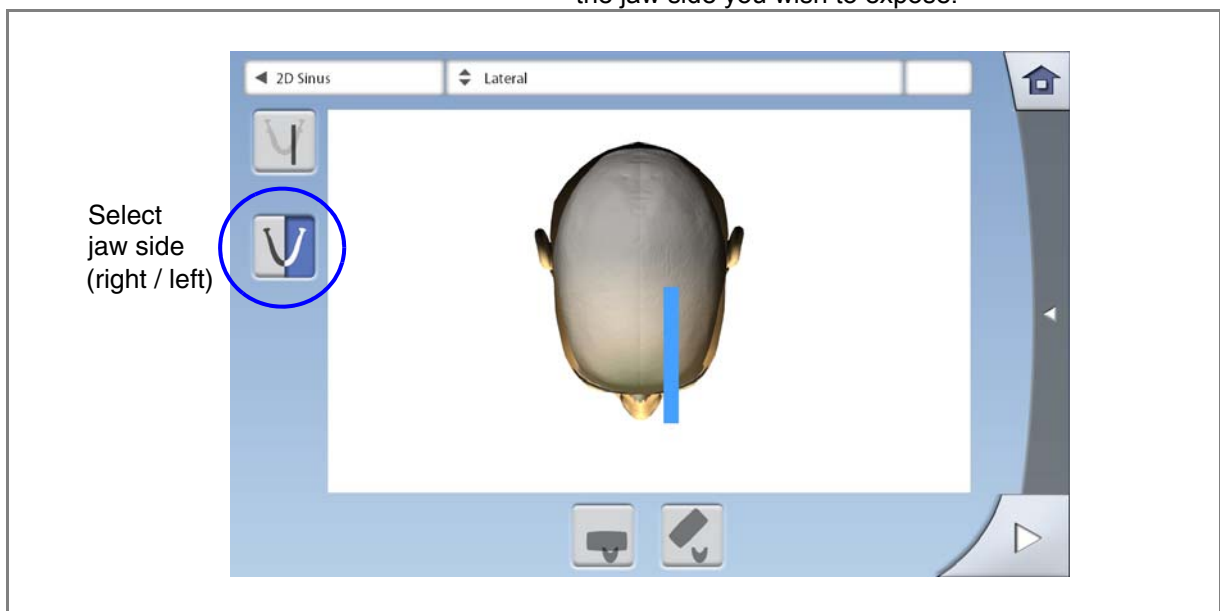 the jaw side you wish to expose.
2D Sinus
Lateral
Select
jaw side
(right / left)